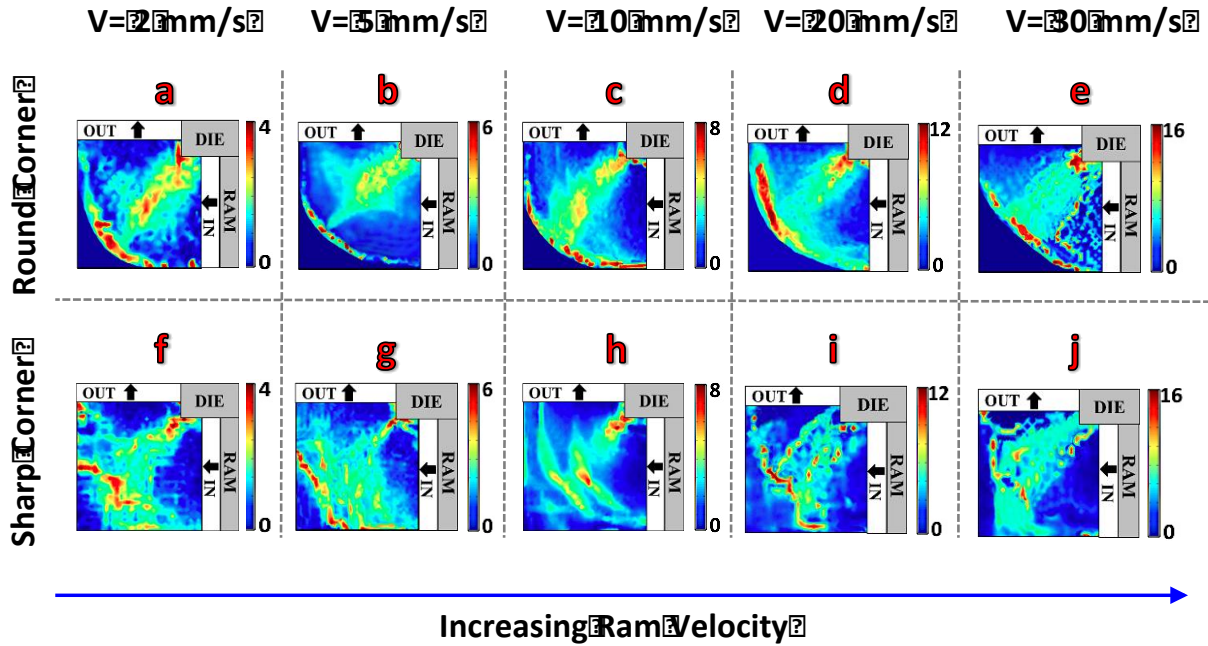 V=⍰2⍰mm/s⍰
V=⍰5⍰mm/s⍰
V=⍰10⍰mm/s⍰
V=⍰20⍰mm/s⍰
V=⍰30⍰mm/s⍰
Round⍰Corner⍰
a
OUT
DIE
RAM
IN
4
0
b
OUT
DIE
RAM
IN
6
0
c
OUT
DIE
RAM
IN
8
0
d
OUT
DIE
RAM
IN
12
0
e
OUT
DIE
RAM
IN
16
0
Sharp⍰Corner⍰
f
OUT
DIE
RAM
IN
4
0
g
OUT
DIE
RAM
IN
6
0
h
OUT
DIE
RAM
IN
8
0
i
OUT
DIE
RAM
IN
12
0
j
OUT
DIE
RAM
IN
16
0
Increasing⍰Ram⍰Velocity⍰